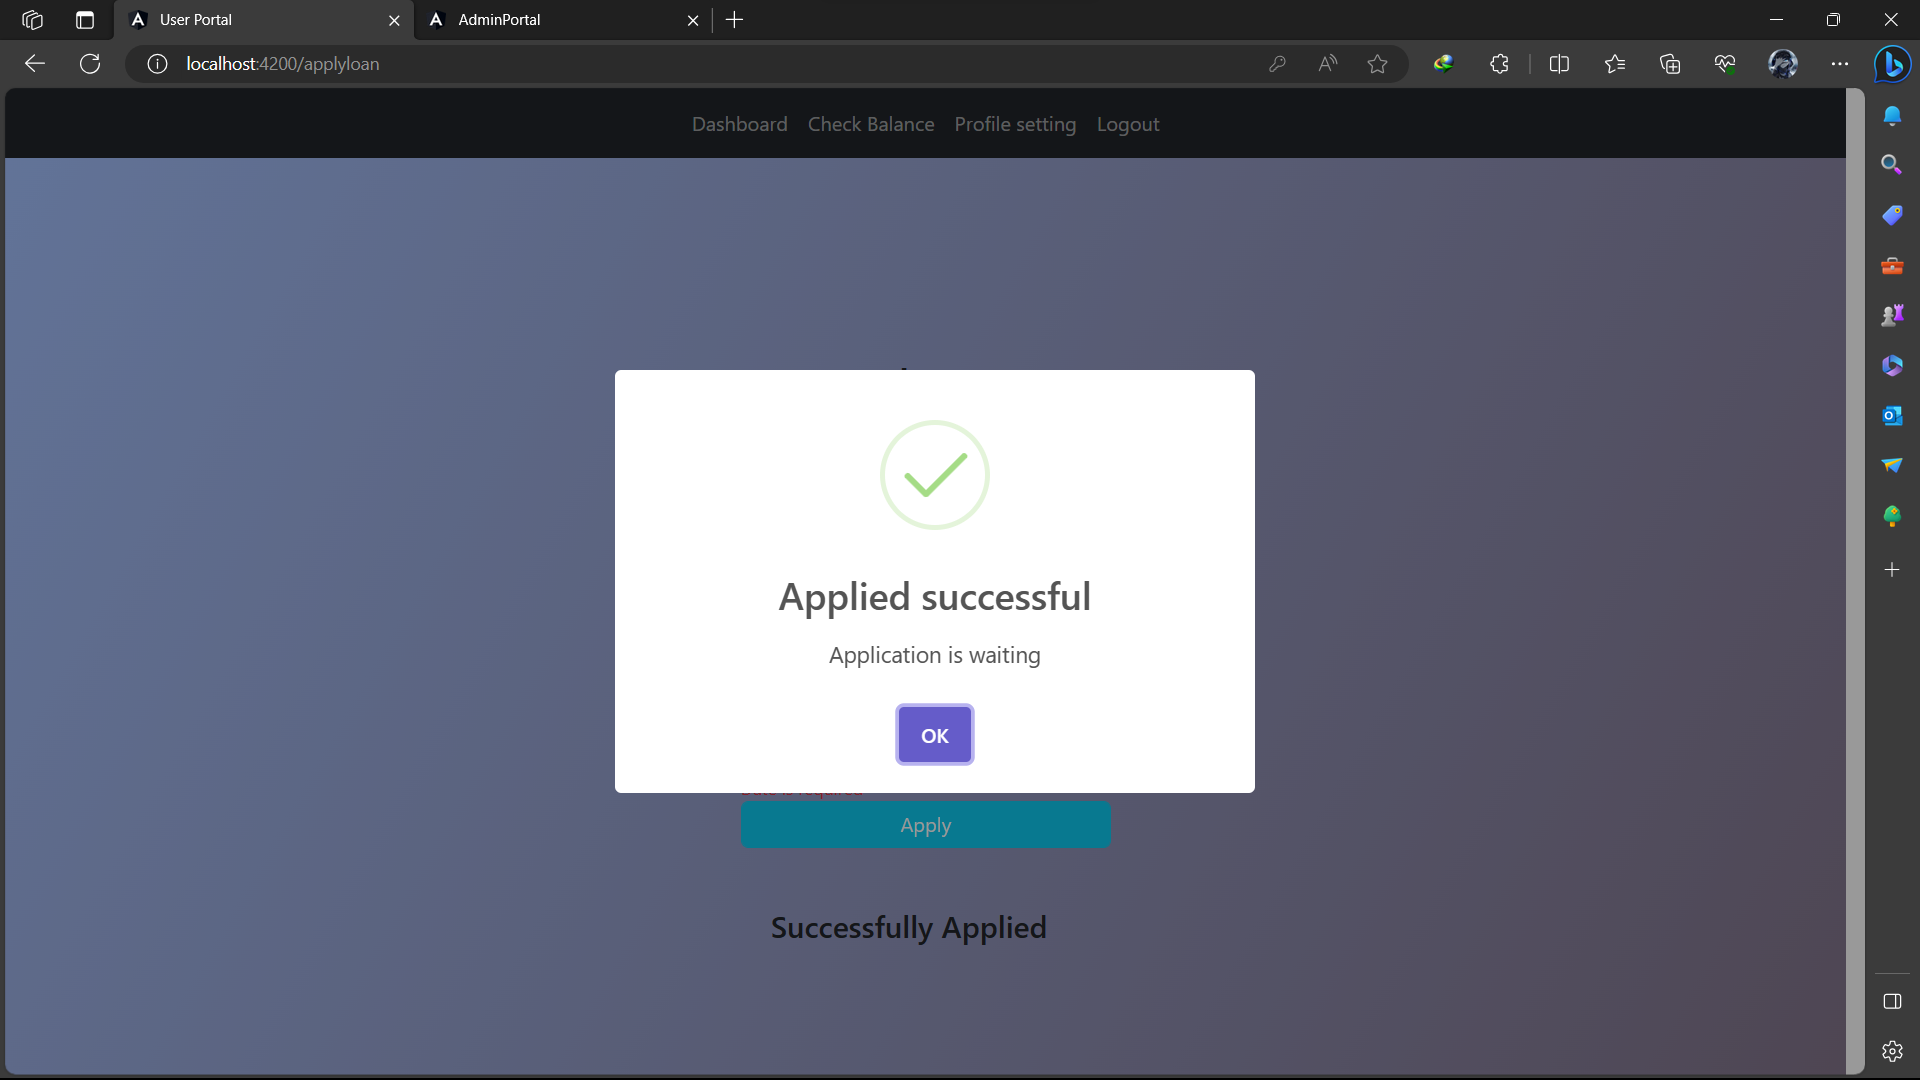 User Portal
AdminPortal
localhost:4200/applyloan
Dashboard Check Balance Profile setting Logout
Applied successful
Application is waiting
OK
Apply
Successfully Applied